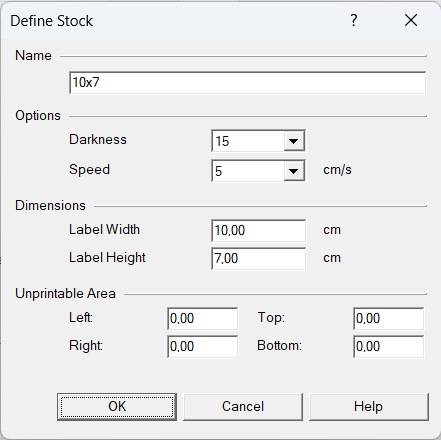 Define Stock ?
Name
10x7
Options
Darkness 15
Speed 5 cm/s
Dimensions
Label Width 10,00 cm
Label Height 7,00 cm
Unprintable Area
Left: 0,00 Top: 0,00
Right: 0,00 Bottom: 0,00
OK Cancel Help